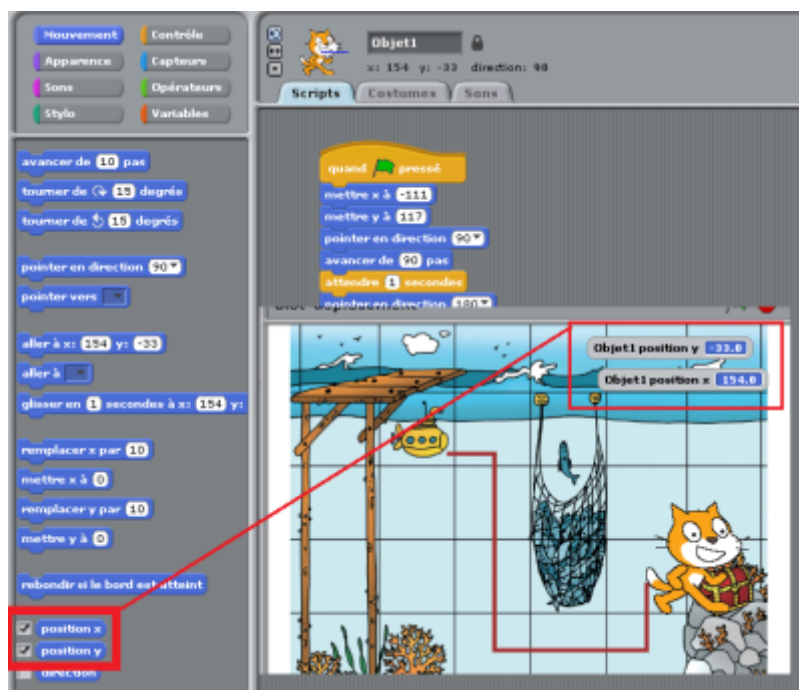 Mouvement Contrôle
Apparence Capteurs
Sons Opérateurs
Stylo Variables
avancer de 10 pas
tourner de 15 degrés
tourner de 15 degrés
pointer en direction 90
pointer vers
aller à x: 154 y: -33
aller à
glisser en 1 secondes à x: 154 y:
remplacer x par 10
mettre x à 0
remplacer y par 10
mettre y à 0
rebondir si le bord est atteint
position x
position y
direction
Objet1
x: 154 y: -33 direction: 90
Scripts Costumes Sons
quand pressé
mettre x à -111
mettre y à 117
pointer en direction 90
avancer de 90 pas
attendre 1 secondes
pointer en direction 180
Objet1 position y -33.0
Objet1 position x 154.0